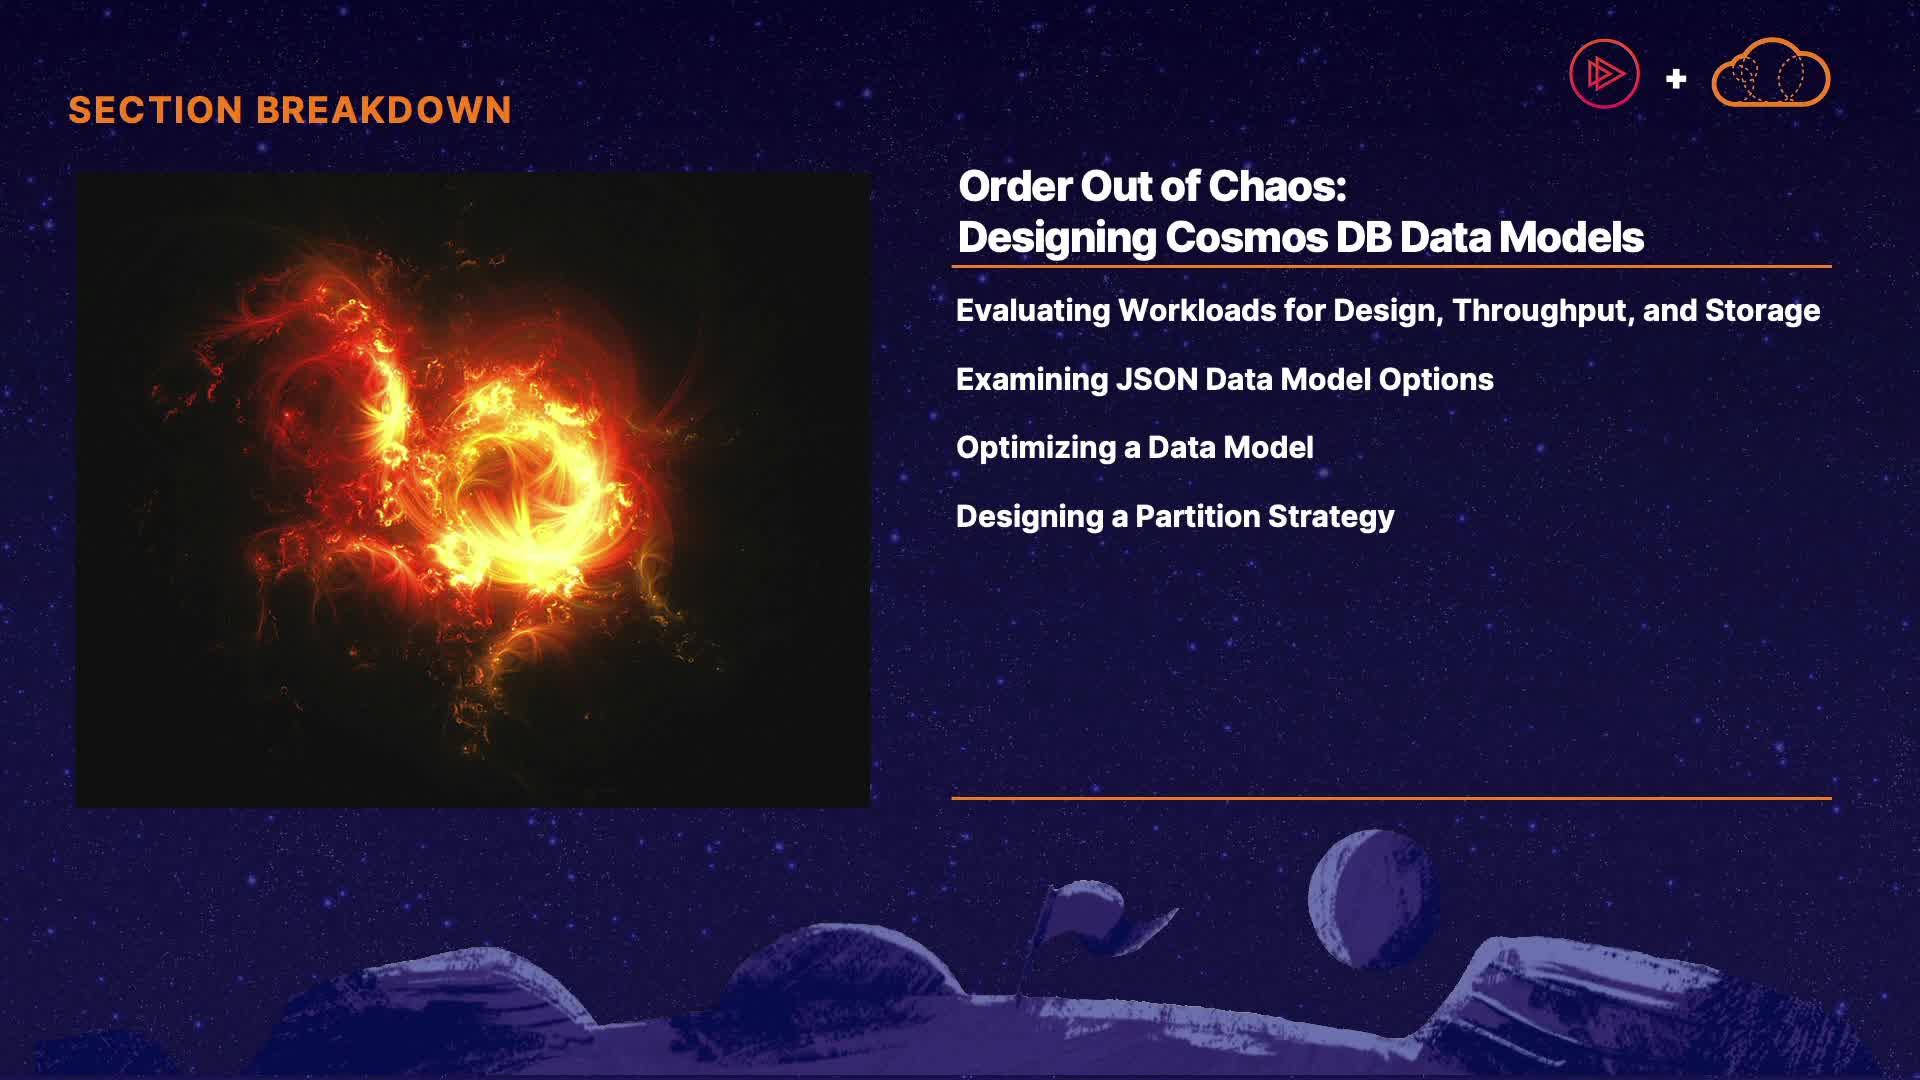 SECTION BREAKDOWN
Order Out of Chaos:
Designing Cosmos DB Data Models
Evaluating Workloads for Design, Throughput, and Storage
Examining JSON Data Model Options
Optimizing a Data Model
Designing a Partition Strategy